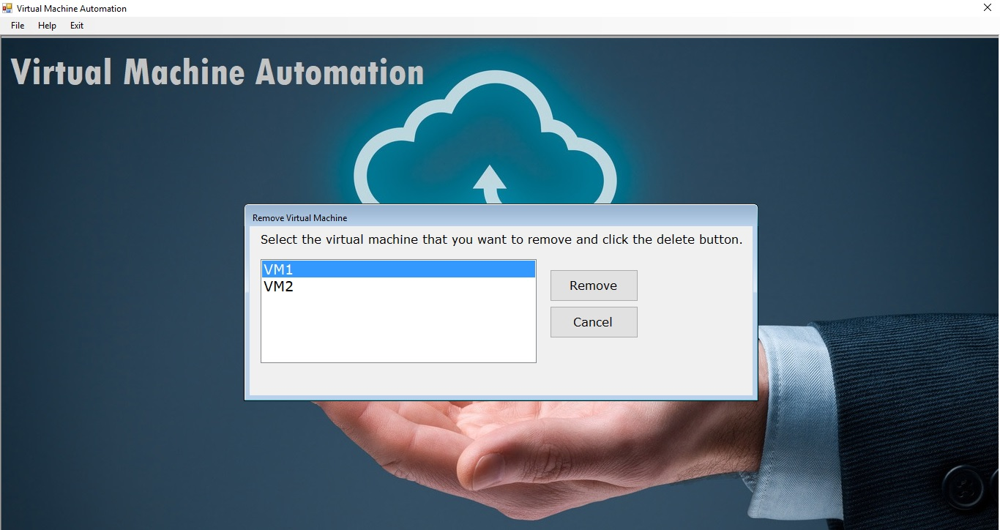 Virtual Machine Automation
File Help Exit
Virtual Machine Automation
Remove Virtual Machine
Select the virtual machine that you want to remove and click the delete button.
VM1
VM2
Remove
Cancel